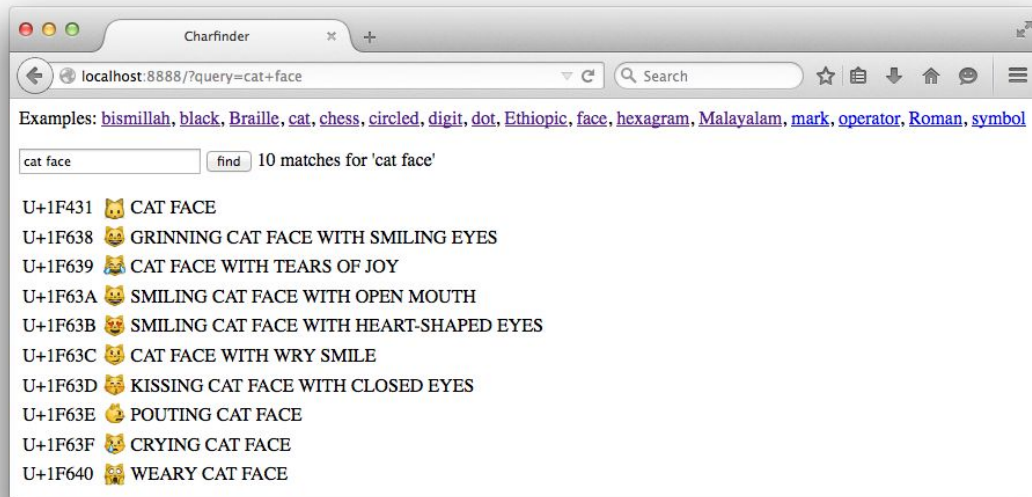 Charfinder
localhost:8888/?query=cat+face
Search
Examples: bismillah, black, Braille, cat, chess, circled, digit, dot, Ethiopic, face, hexagram, Malayalam, mark, operator, Roman, symbol
cat face find 10 matches for 'cat face'
U+1F431 🐱 CAT FACE
U+1F638 😸 GRINNING CAT FACE WITH SMILING EYES
U+1F639 😹 CAT FACE WITH TEARS OF JOY
U+1F63A 😺 SMILING CAT FACE WITH OPEN MOUTH
U+1F63B 😻 SMILING CAT FACE WITH HEART-SHAPED EYES
U+1F63C 😼 CAT FACE WITH WRY SMILE
U+1F63D 😽 KISSING CAT FACE WITH CLOSED EYES
U+1F63E 😾 POUTING CAT FACE
U+1F63F 😿 CRYING CAT FACE
U+1F640 🙀 WEARY CAT FACE